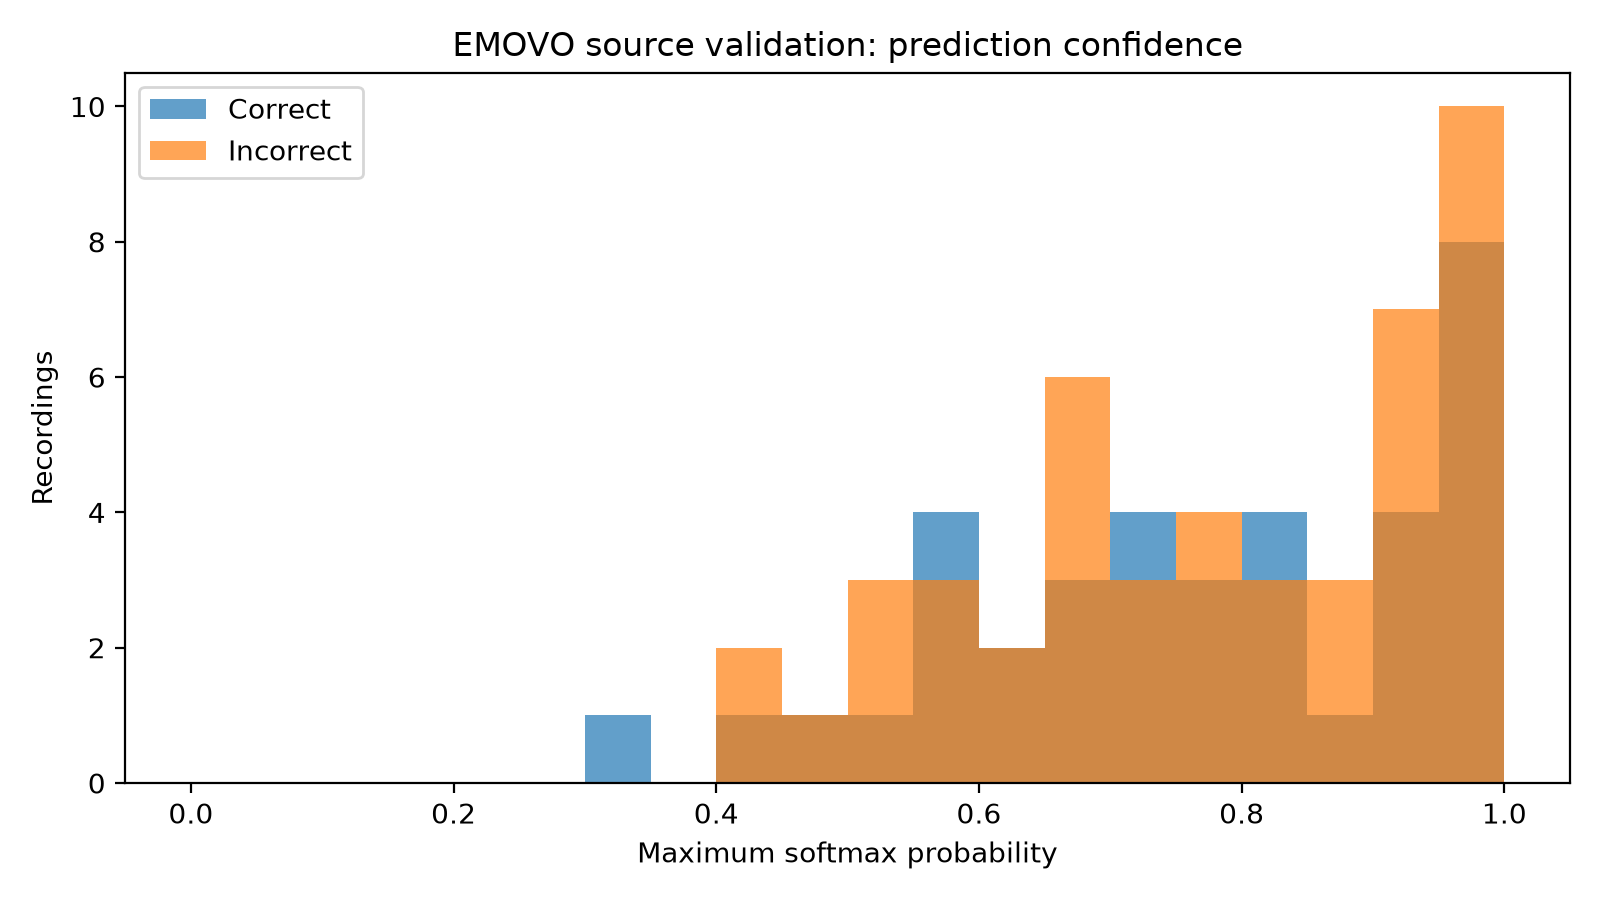 EMOVO source validation: prediction confidence
Correct
Incorrect
10
8
6
4
2
0
Recordings
0.0 0.2 0.4 0.6 0.8 1.0
Maximum softmax probability